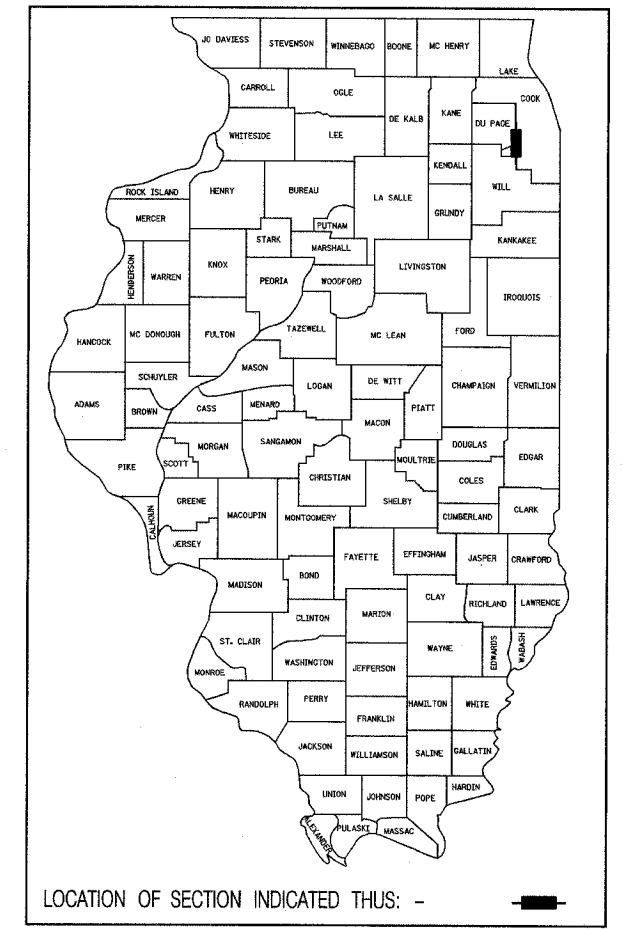 JO DAVIESS
STEVENSON
WINNEBAGO
BOONE
MC HENRY
LAKE
CARROLL
OGLE
DE KALB
KANE
COOK
DU PAGE
WHITESIDE
LEE
KENDALL
WILL
ROCK ISLAND
HENRY
BUREAU
LA SALLE
GRUNDY
MERCER
PUTNAM
STARK
MARSHALL
KANKAKEE
HENDERSON
WARREN
KNOX
PEORIA
WOODFORD
LIVINGSTON
IROQUOIS
HANCOCK
MC DONOUGH
FULTON
TAZEWELL
MC LEAN
FORD
MASON
SCHUYLER
LOGAN
DE WITT
CHAMPAIGN
VERMILION
ADAMS
BROWN
CASS
MENARD
PIATT
MACON
MORGAN
SANGAMON
DOUGLAS
EDGAR
PIKE
SCOTT
CHRISTIAN
MOULTRIE
COLES
GREENE
MACOUPIN
MONTGOMERY
SHELBY
CUMBERLAND
CLARK
CALHOUN
JERSEY
FAYETTE
EFFINGHAM
JASPER
CRAWFORD
MADISON
BOND
CLAY
RICHLAND
LAWRENCE
CLINTON
MARION
ST. CLAIR
WAYNE
EDWARDS
WABASH
WASHINGTON
JEFFERSON
MONROE
RANDOLPH
PERRY
HAMILTON
WHITE
FRANKLIN
JACKSON
WILLIAMSON
SALINE
GALLATIN
UNION
JOHNSON
POPE
HARDIN
ALEXANDER
PULASKI
MASSAC
LOCATION OF SECTION INDICATED THUS: -